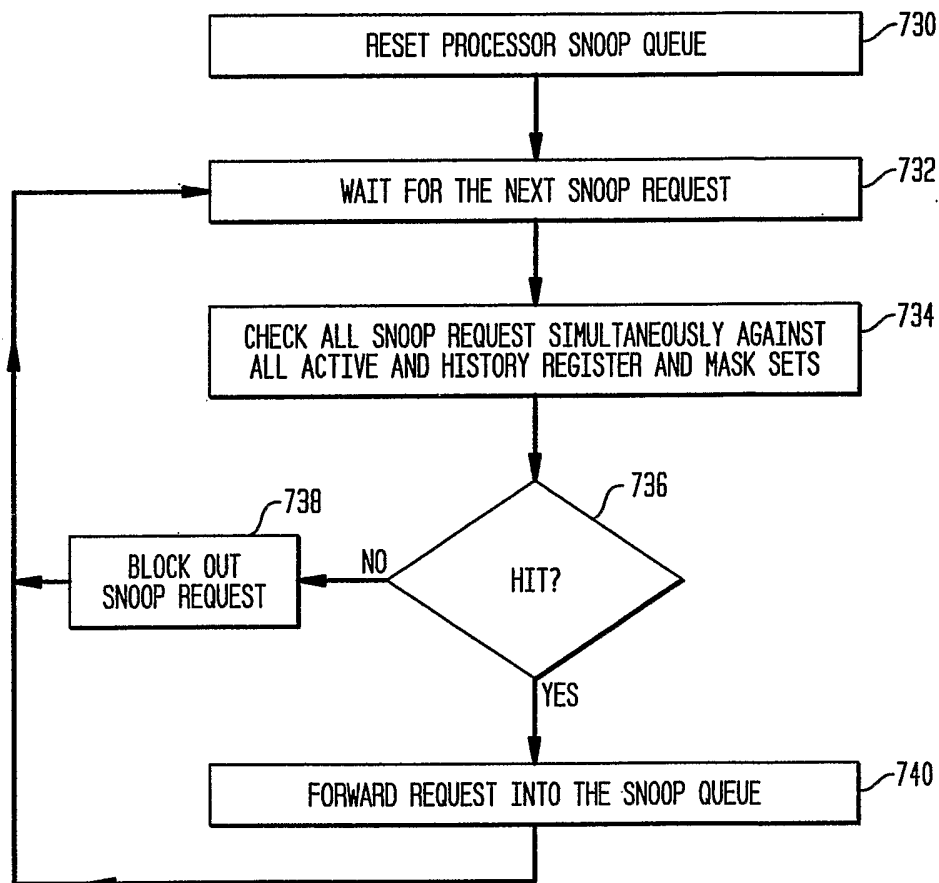 RESET PROCESSOR SNOOP QUEUE
730
WAIT FOR THE NEXT SNOOP REQUEST
732
CHECK ALL SNOOP REQUEST SIMULTANEOUSLY AGAINST
ALL ACTIVE AND HISTORY REGISTER AND MASK SETS
734
736
HIT?
NO
738
BLOCK OUT
SNOOP REQUEST
YES
FORWARD REQUEST INTO THE SNOOP QUEUE
740